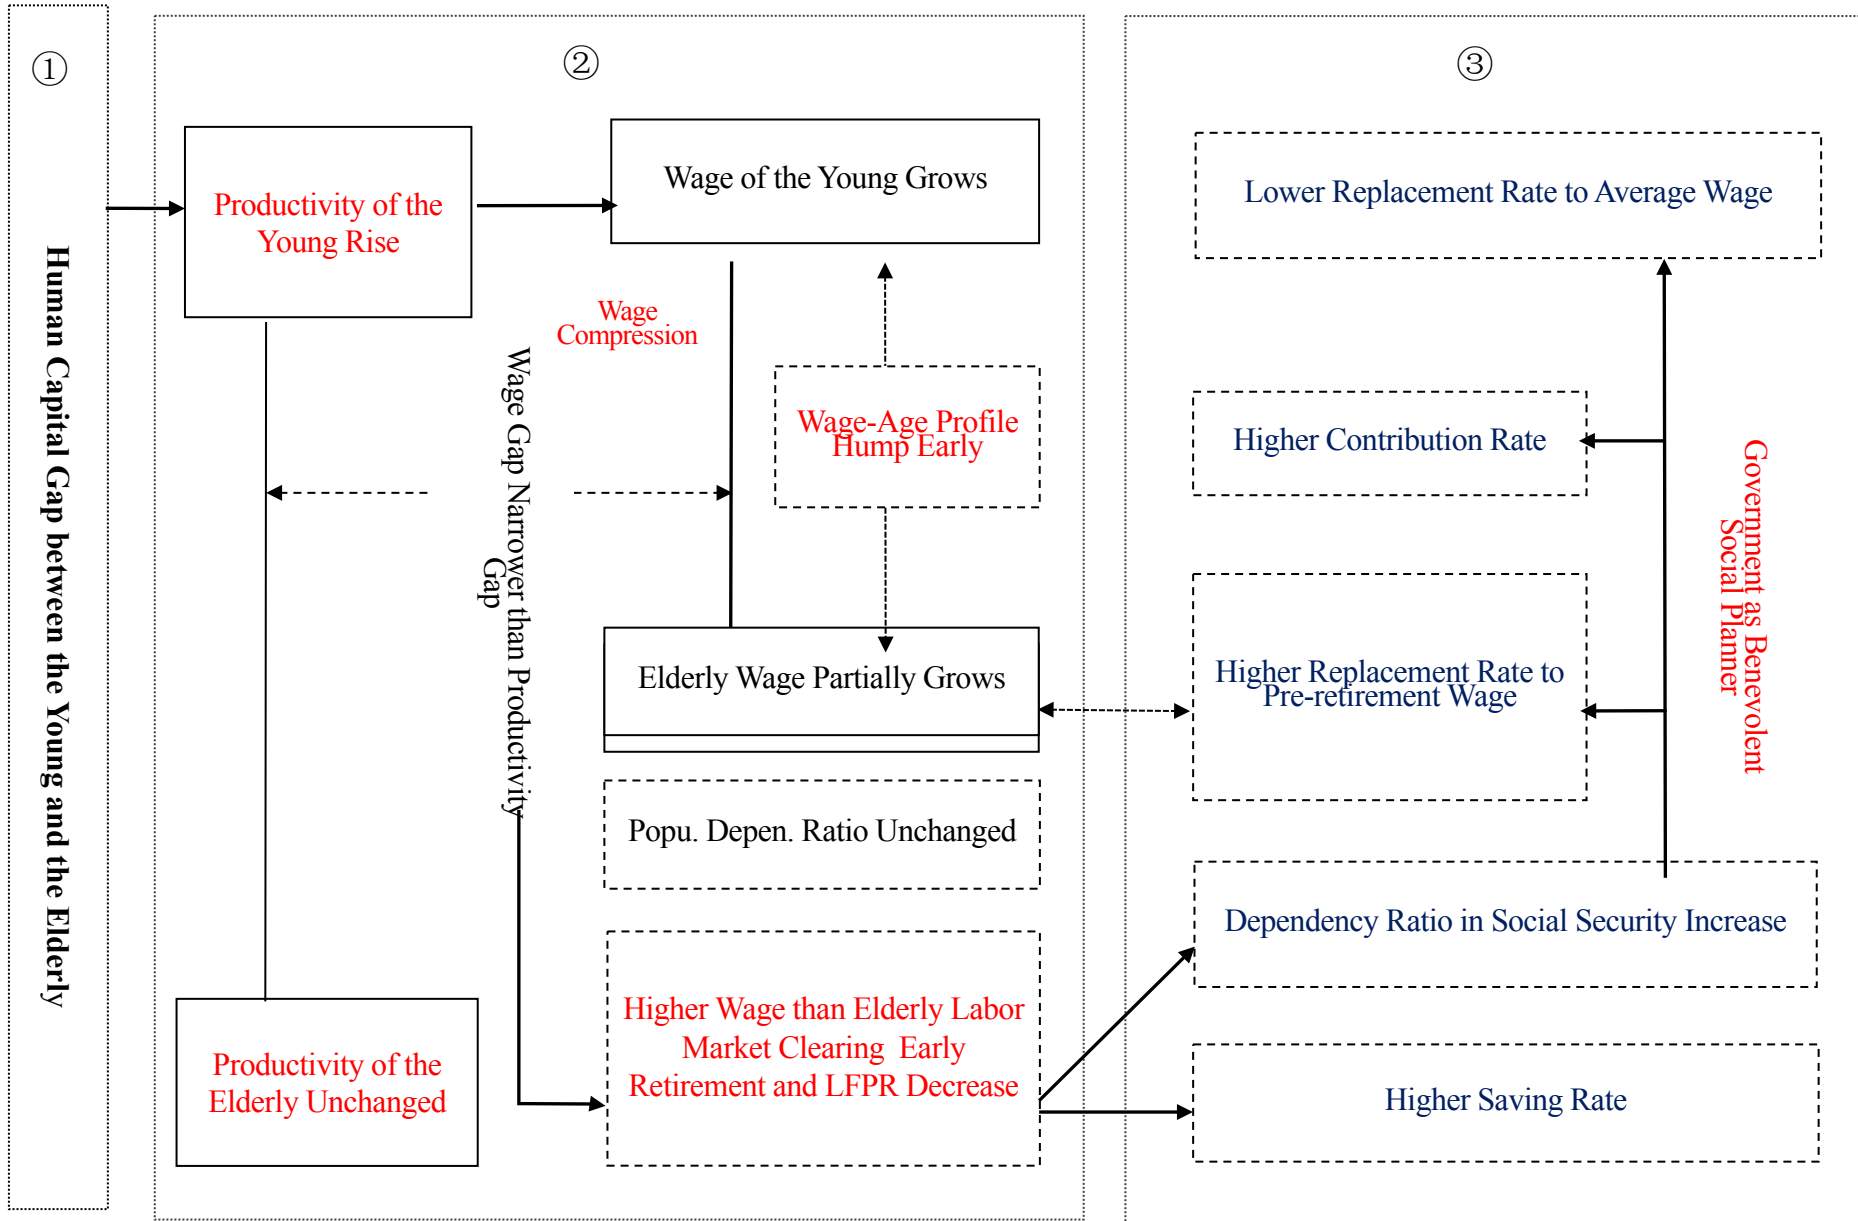 ①
Human Capital Gap between the Young and the Elderly
②
Productivity of the
Young Rise
Wage of the Young Grows
Wage
Compression
Wage Gap Narrower than Productivity
Gap
Wage-Age Profile
Hump Early
Elderly Wage Partially Grows
Popu. Depen. Ratio Unchanged
Higher Wage than Elderly Labor
Market Clearing Early
Retirement and LFPR Decrease
Productivity of the
Elderly Unchanged
③
Lower Replacement Rate to Average Wage
Higher Contribution Rate
Government as Benevolent
Social Planner
Higher Replacement Rate to
Pre-retirement Wage
Dependency Ratio in Social Security Increase
Higher Saving Rate